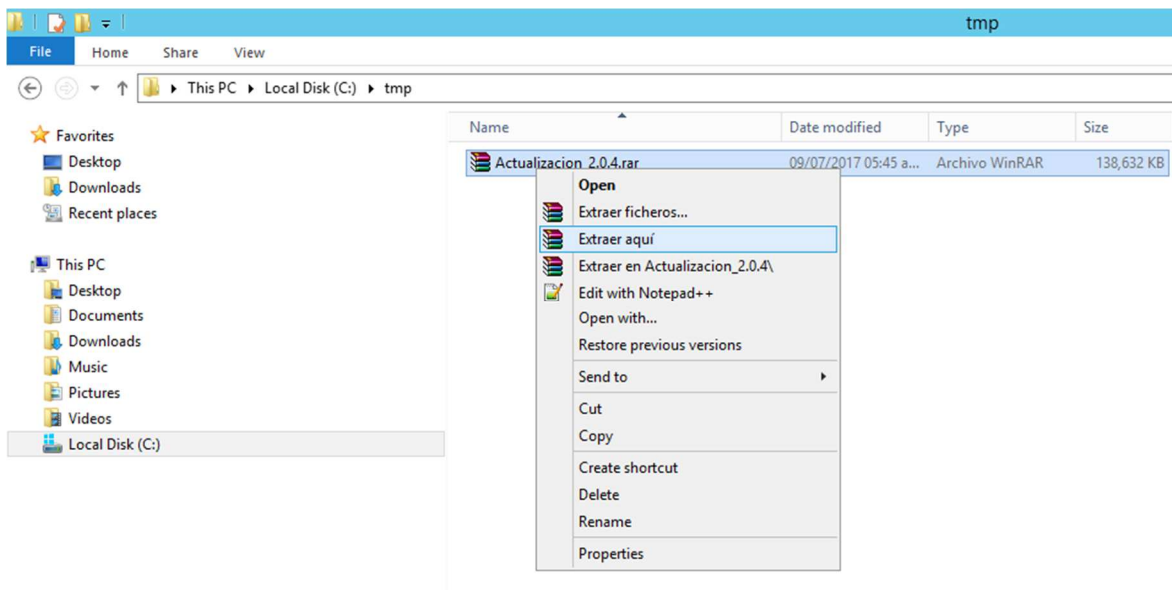 tmp
File Home Share View
This PC Local Disk (C:) tmp
Favorites
Desktop
Downloads
Recent places
This PC
Desktop
Documents
Downloads
Music
Pictures
Videos
Local Disk (C:)
Name Date modified Type Size
Actualizacion_2.0.4.rar 09/07/2017 05:45 a... Archivo WinRAR 138,632 KB
Open
Extraer ficheros...
Extraer aquí
Extraer en Actualizacion_2.0.4\
Edit with Notepad++
Open with...
Restore previous versions
Send to
Cut
Copy
Create shortcut
Delete
Rename
Properties